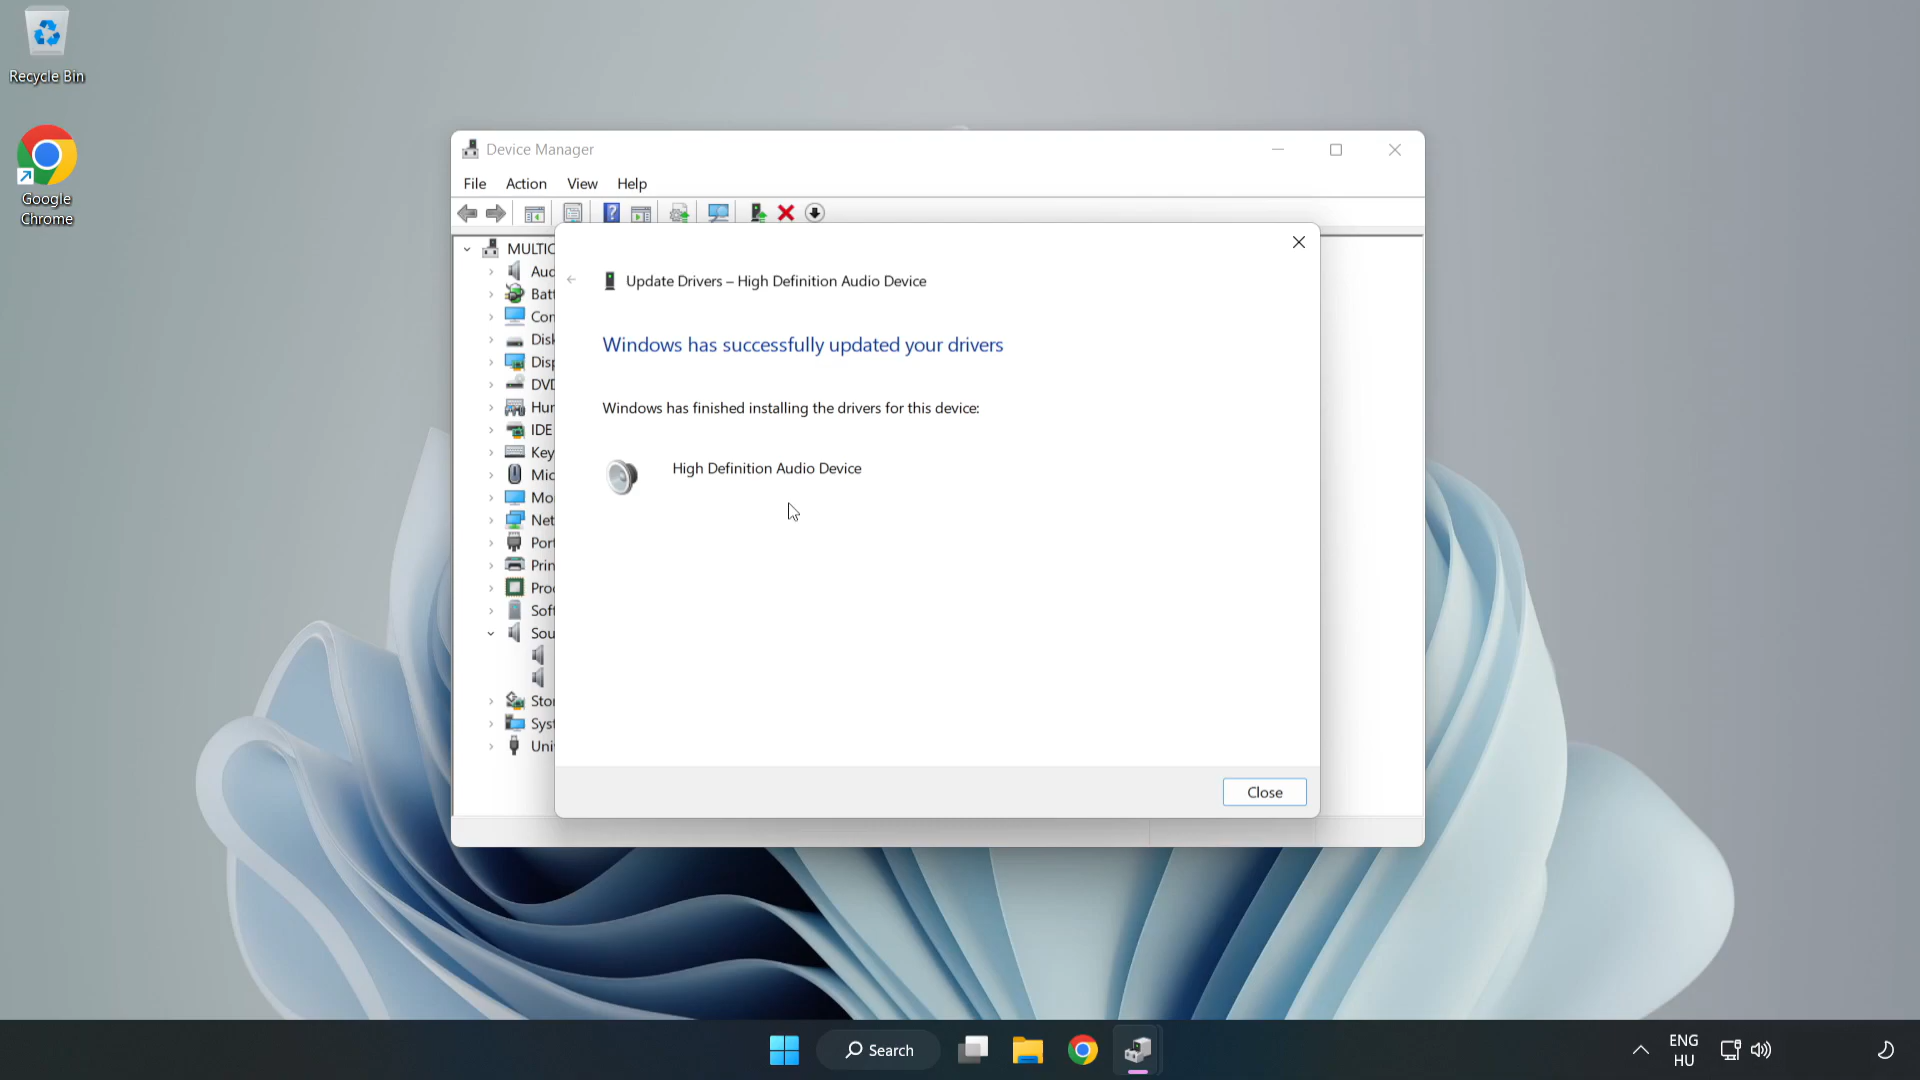 Recycle Bin
Google
Chrome
Device Manager
File Action View Help
Update Drivers – High Definition Audio Device
Windows has successfully updated your drivers
Windows has finished installing the drivers for this device:
High Definition Audio Device
Close
MULTIC
Aud
Batt
Con
Disk
Disp
DVD
Hur
IDE
Key
Mic
Mo
Net
Port
Prin
Proc
Soft
Sou
Stor
Syst
Uni
Search
ENG
HU